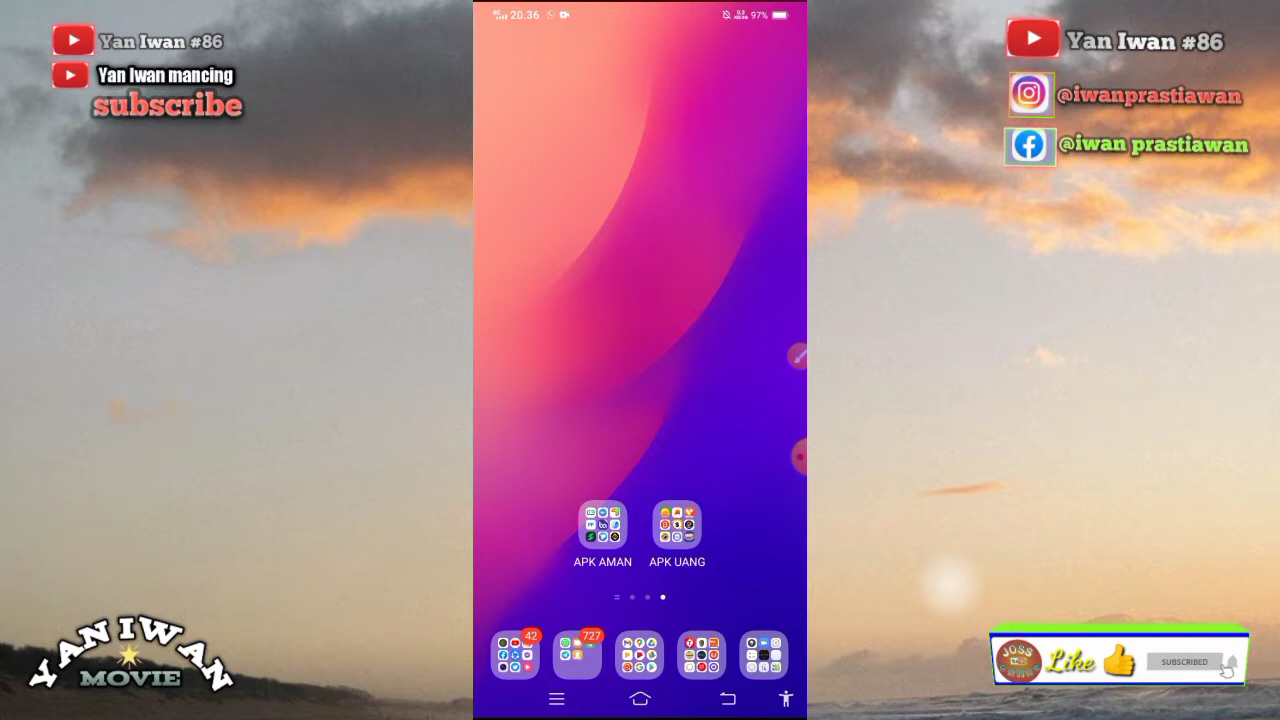 Yan Iwan #86
Yan Iwan mancing
subscribe
YAN IWAN
MOVIE
20.36
97%
APK AMAN
APK UANG
42
727
Yan Iwan #86
@iwanprastiawan
@iwan prastiawan
JOSS
Like
SUBSCRIBED